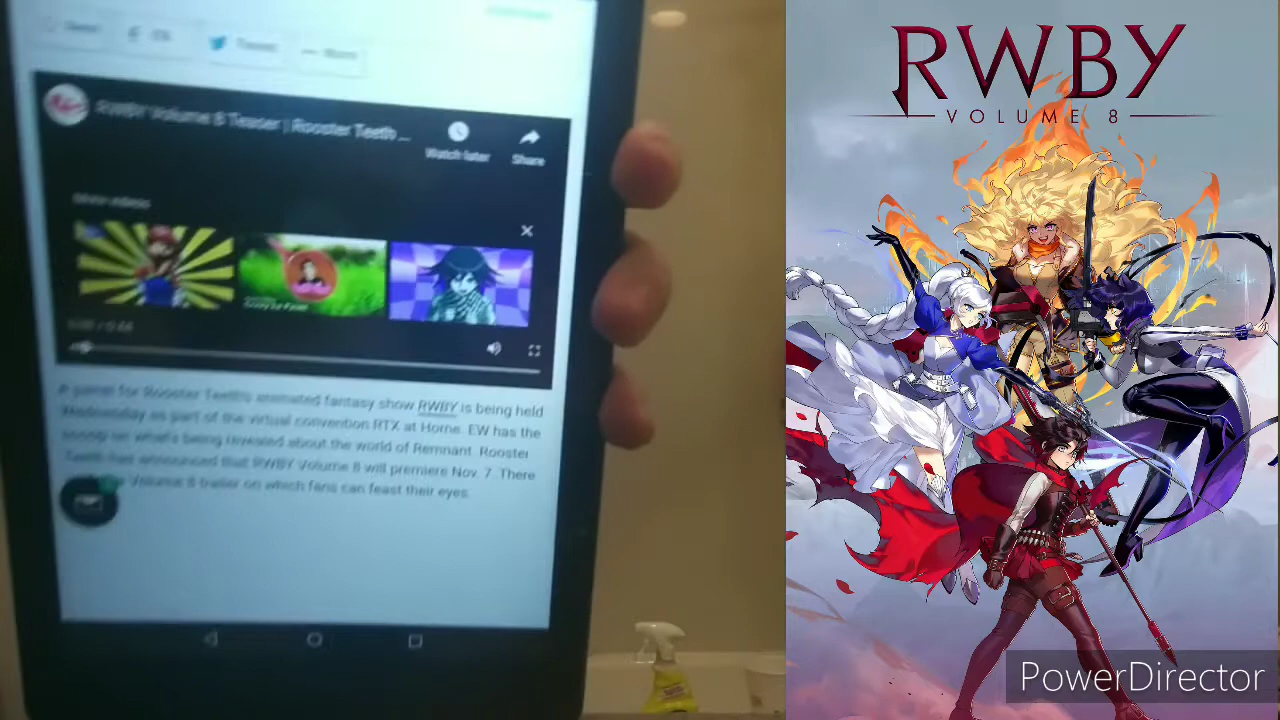 Tweet
RWBY Volume 8 Teaser | Rooster Teeth ...
Watch later
Share
More videos
A panel for Rooster Teeth's animated fantasy show RWBY is being held
Wednesday as part of the virtual convention RTX at Home. EW has the
scoop on what's being revealed about the world of Remnant. Rooster
Teeth has announced that RWBY Volume 8 will premiere Nov. 7. There
Volume 8 trailer on which fans can feast their eyes.
RWBY
VOLUME 8
PowerDirector